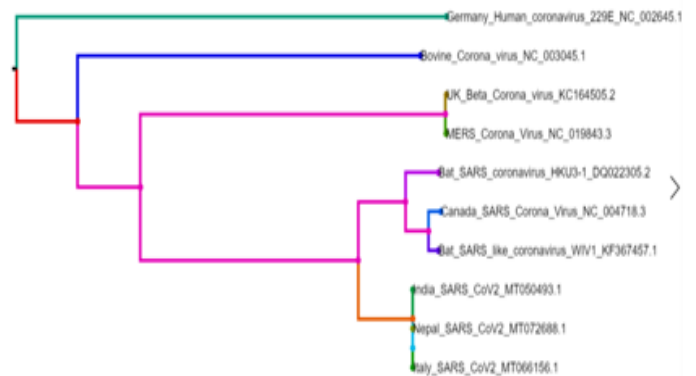 Germany_Human_coronavirus_229E_NC_002645.1
Bovine_Corona_virus_NC_003045.1
UK_Beta_Corona_virus_KC164505.2
MERS_Corona_Virus_NC_019843.3
Bat_SARS_coronavirus_HKU3-1_DQ022305.2
Canada_SARS_Corona_Virus_NC_004718.3
Bat_SARS_like_coronavirus_WIV1_KF367457.1
India_SARS_CoV2_MT050493.1
Nepal_SARS_CoV2_MT072688.1
Italy_SARS_CoV2_MT066156.1